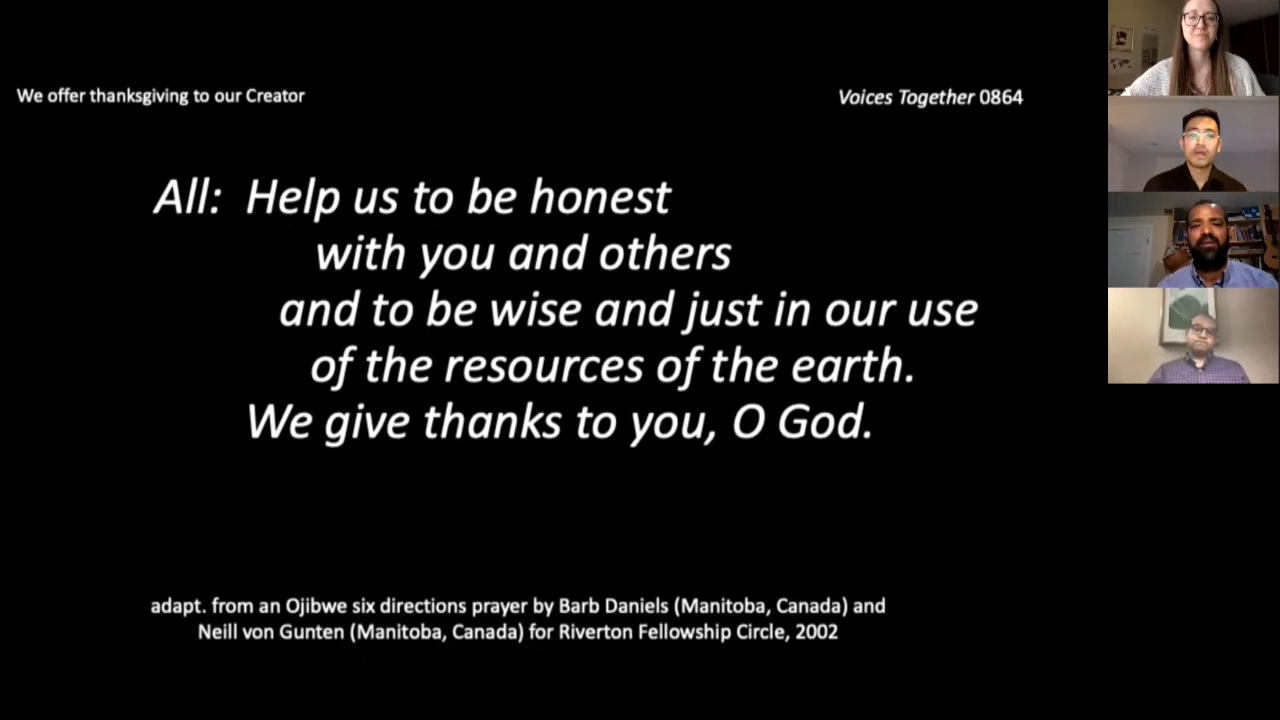 We offer thanksgiving to our Creator
Voices Together 0864
All: Help us to be honest
with you and others
and to be wise and just in our use
of the resources of the earth.
We give thanks to you, O God.
adapt. from an Ojibwe six directions prayer by Barb Daniels (Manitoba, Canada) and
Neill von Gunten (Manitoba, Canada) for Riverton Fellowship Circle, 2002